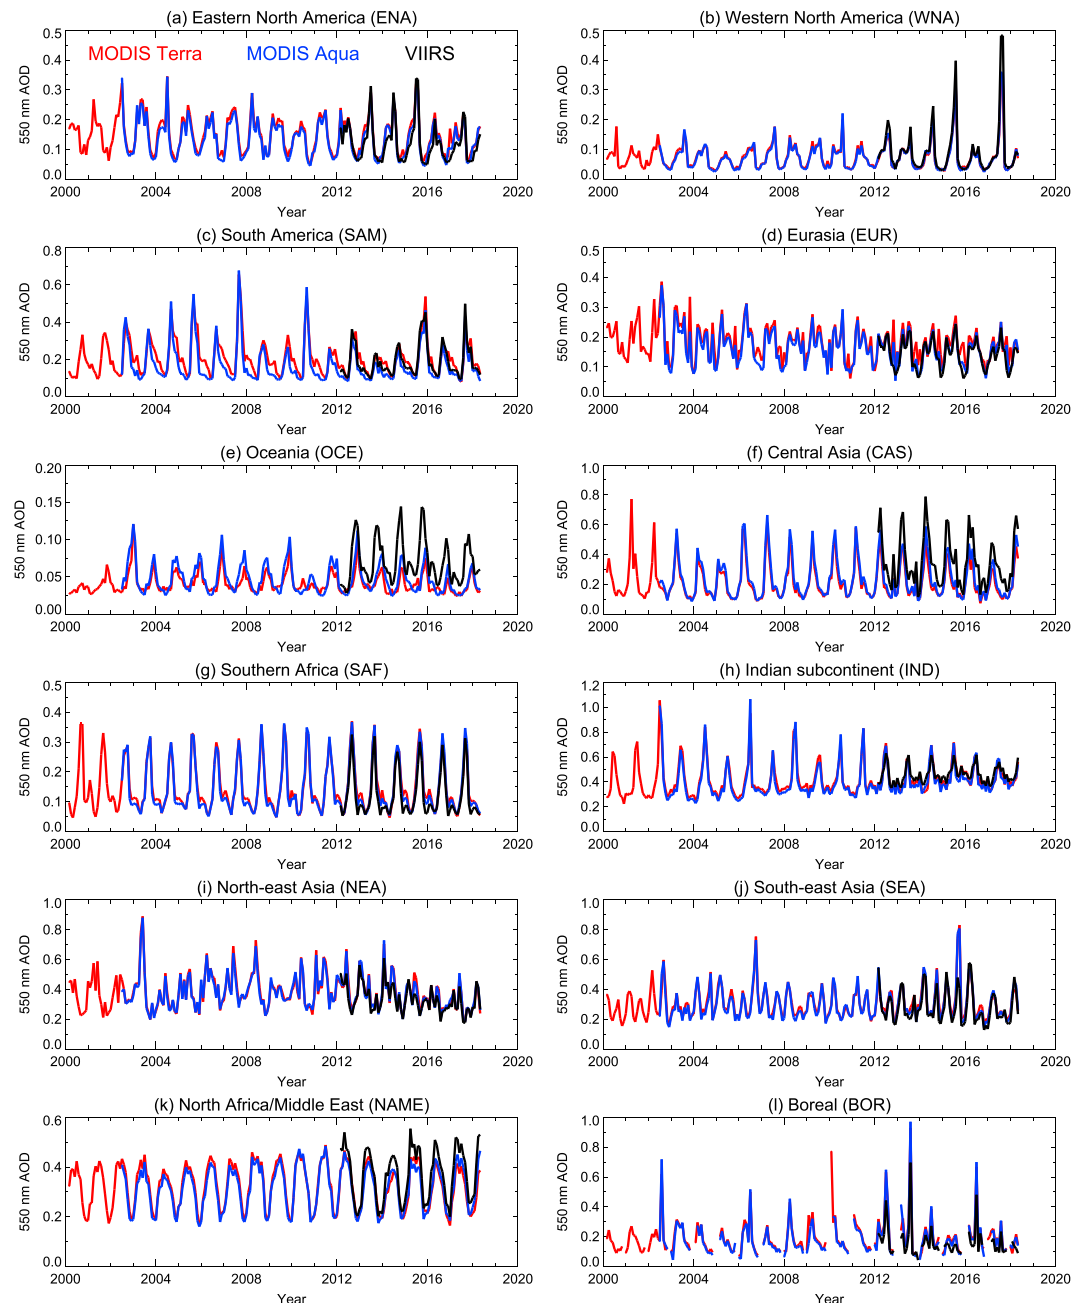 (a) Eastern North America (ENA)
550 nm AOD
0.5
0.4
0.3
0.2
0.1
0.0
MODIS Terra MODIS Aqua VIIRS
2000 2004 2008 2012 2016 2020
Year
(b) Western North America (WNA)
550 nm AOD
0.5
0.4
0.3
0.2
0.1
0.0
2000 2004 2008 2012 2016 2020
Year
(c) South America (SAM)
550 nm AOD
0.8
0.6
0.4
0.2
0.0
2000 2004 2008 2012 2016 2020
Year
(d) Eurasia (EUR)
550 nm AOD
0.5
0.4
0.3
0.2
0.1
0.0
2000 2004 2008 2012 2016 2020
Year
(e) Oceania (OCE)
550 nm AOD
0.20
0.15
0.10
0.05
0.00
2000 2004 2008 2012 2016 2020
Year
(f) Central Asia (CAS)
550 nm AOD
1.0
0.8
0.6
0.4
0.2
0.0
2000 2004 2008 2012 2016 2020
Year
(g) Southern Africa (SAF)
550 nm AOD
0.5
0.4
0.3
0.2
0.1
0.0
2000 2004 2008 2012 2016 2020
Year
(h) Indian subcontinent (IND)
550 nm AOD
1.2
1.0
0.8
0.6
0.4
0.2
0.0
2000 2004 2008 2012 2016 2020
Year
(i) North-east Asia (NEA)
550 nm AOD
1.0
0.8
0.6
0.4
0.2
0.0
2000 2004 2008 2012 2016 2020
Year
(j) South-east Asia (SEA)
550 nm AOD
1.0
0.8
0.6
0.4
0.2
0.0
2000 2004 2008 2012 2016 2020
Year
(k) North Africa/Middle East (NAME)
550 nm AOD
0.6
0.4
0.2
0.0
2000 2004 2008 2012 2016 2020
Year
(l) Boreal (BOR)
550 nm AOD
1.0
0.8
0.6
0.4
0.2
0.0
2000 2004 2008 2012 2016 2020
Year